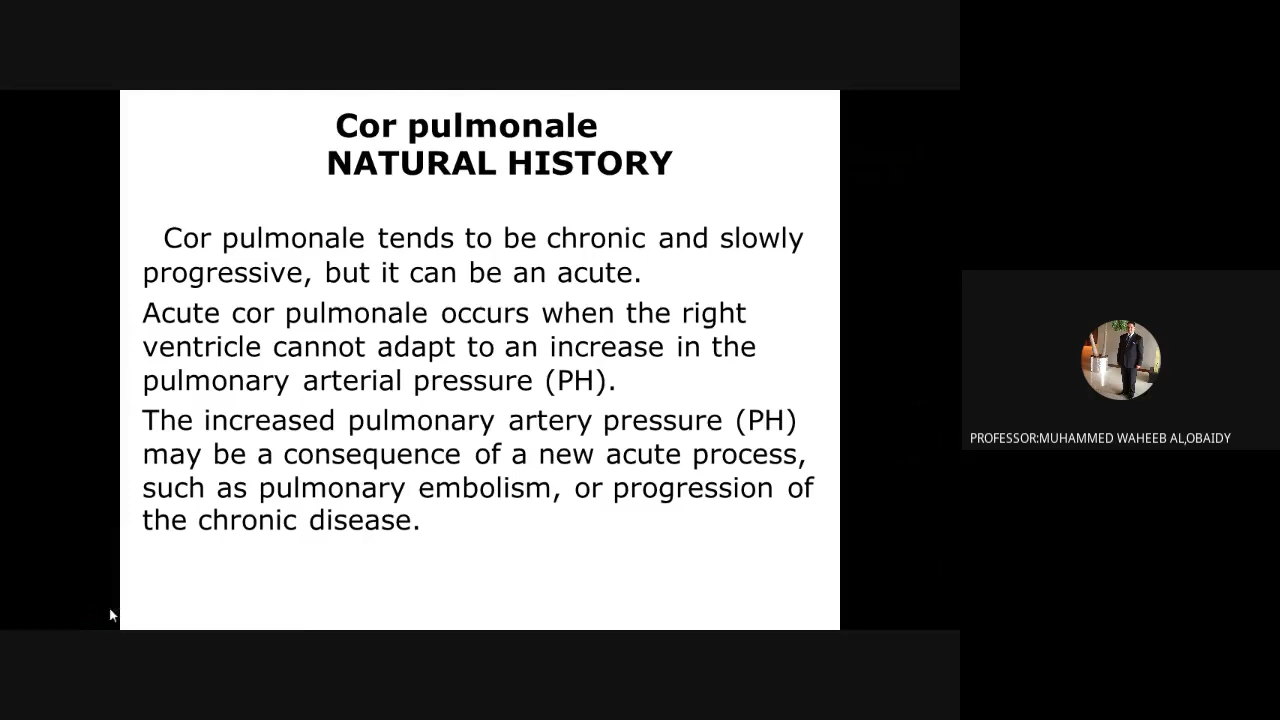 Cor pulmonale
NATURAL HISTORY
Cor pulmonale tends to be chronic and slowly
progressive, but it can be an acute.
Acute cor pulmonale occurs when the right
ventricle cannot adapt to an increase in the
pulmonary arterial pressure (PH).
The increased pulmonary artery pressure (PH)
may be a consequence of a new acute process,
such as pulmonary embolism, or progression of
the chronic disease.
PROFESSOR:MUHAMMED WAHEEB AL,OBAIDY